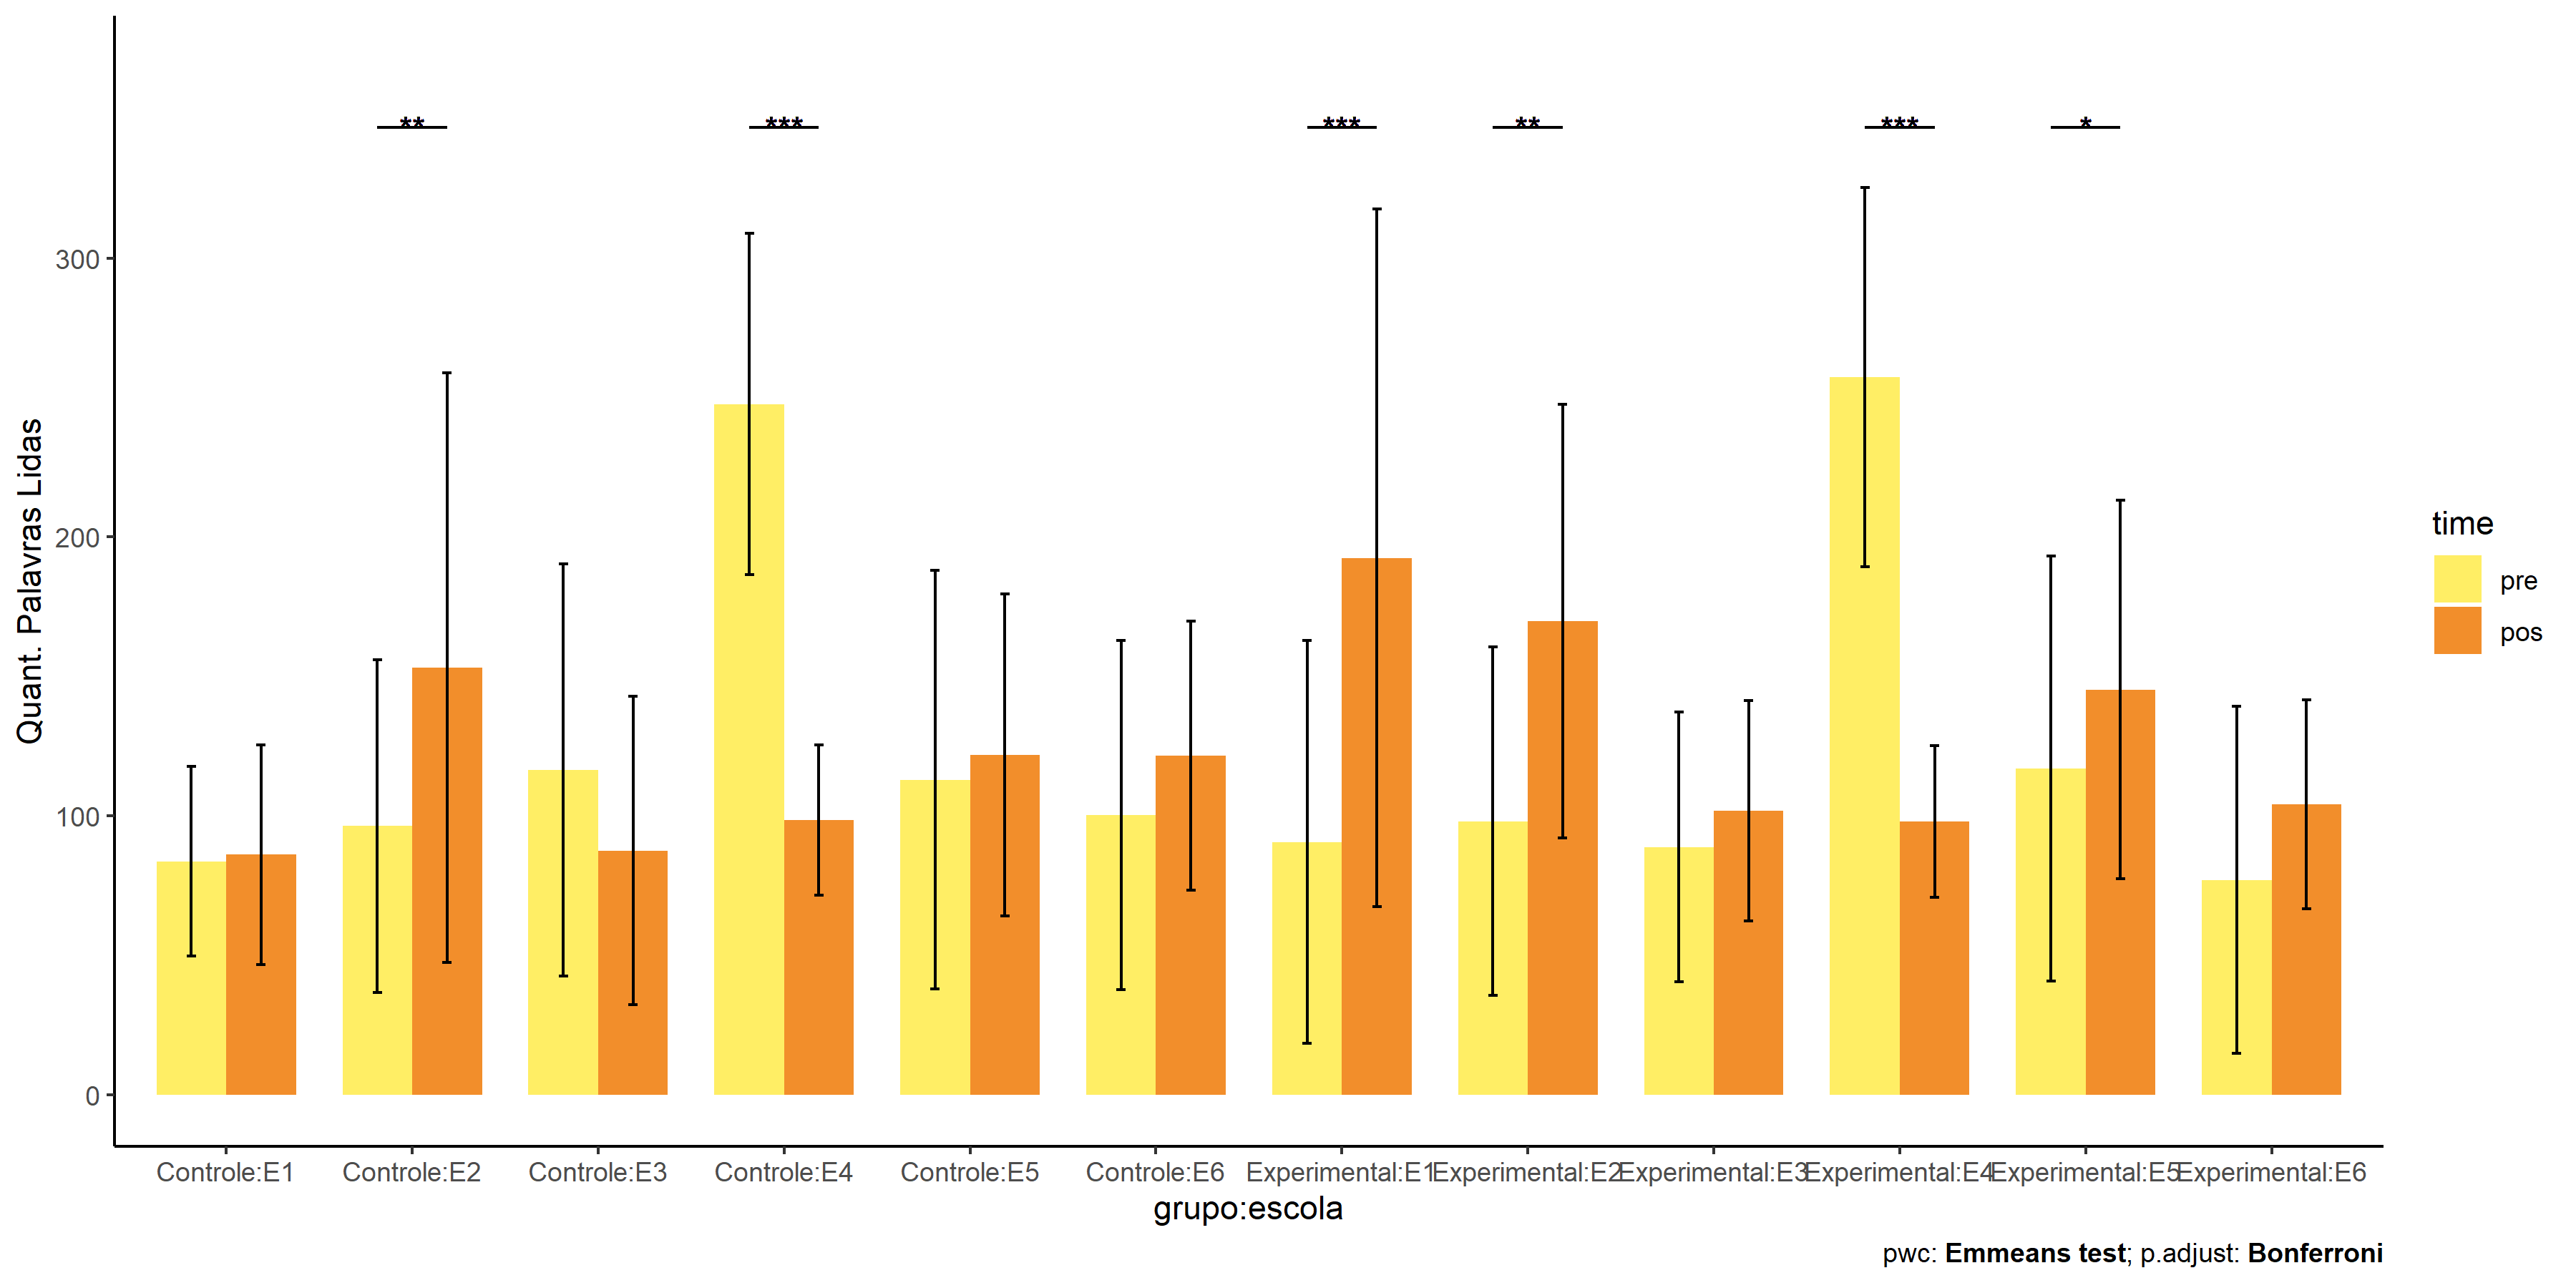 ** *** *** ** *** *
Quant. Palavras Lidas
300
200
100
0
Controle:E1 Controle:E2 Controle:E3 Controle:E4 Controle:E5 Controle:E6 Experimental:E1 Experimental:E2 Experimental:E3 Experimental:E4 Experimental:E5 Experimental:E6
grupo:escola
time
pre
pos
pwc: Emmeans test; p.adjust: Bonferroni